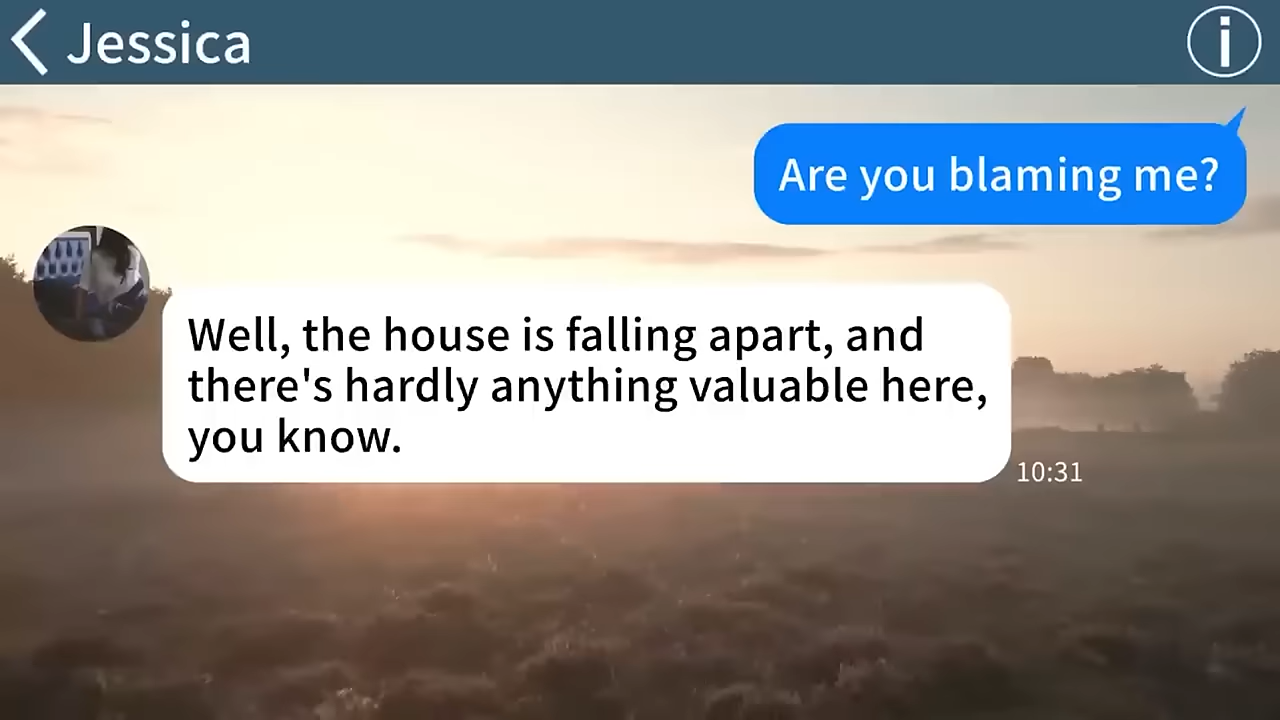 Jessica
Are you blaming me?
Well, the house is falling apart, and
there's hardly anything valuable here,
you know.
10:31